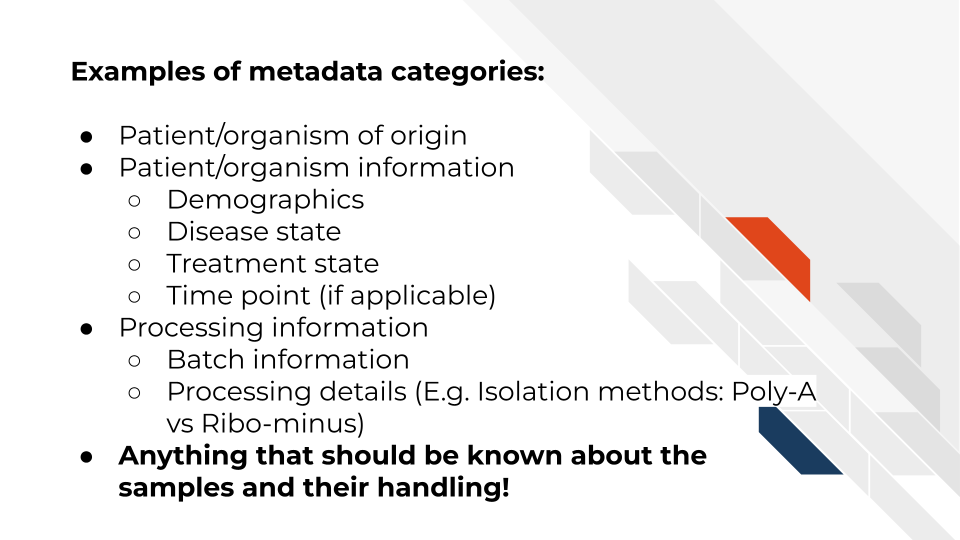 Examples of metadata categories:
● Patient/organism of origin
● Patient/organism information
○ Demographics
○ Disease state
○ Treatment state
○ Time point (if applicable)
● Processing information
○ Batch information
○ Processing details (E.g. Isolation methods: Poly-A
vs Ribo-minus)
● Anything that should be known about the
samples and their handling!